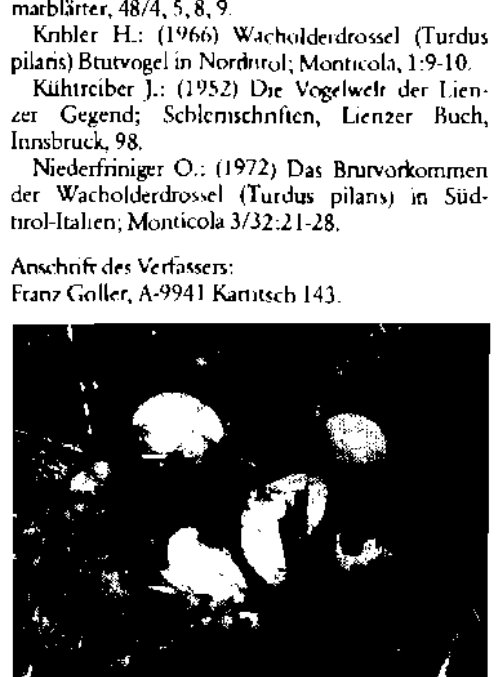 matblätter, 48/4, 5, 8, 9.
Kribler H.: (1966) Wacholderdrossel (Turdus
pilaris) Brutvogel in Nordtirol; Monticola, 1:9-10.
Kühtreiber J.: (1952) Die Vogelwelt der Lien-
zer Gegend; Schlernschriften, Lienzer Buch,
Innsbruck, 98.
Niederfriniger O.: (1972) Das Brutvorkommen
der Wacholderdrossel (Turdus pilaris) in Süd-
tirol-Italien; Monticola 3/32:21-28.
Anschrift des Verfassers:
Franz Goller, A-9941 Kartitsch 143.